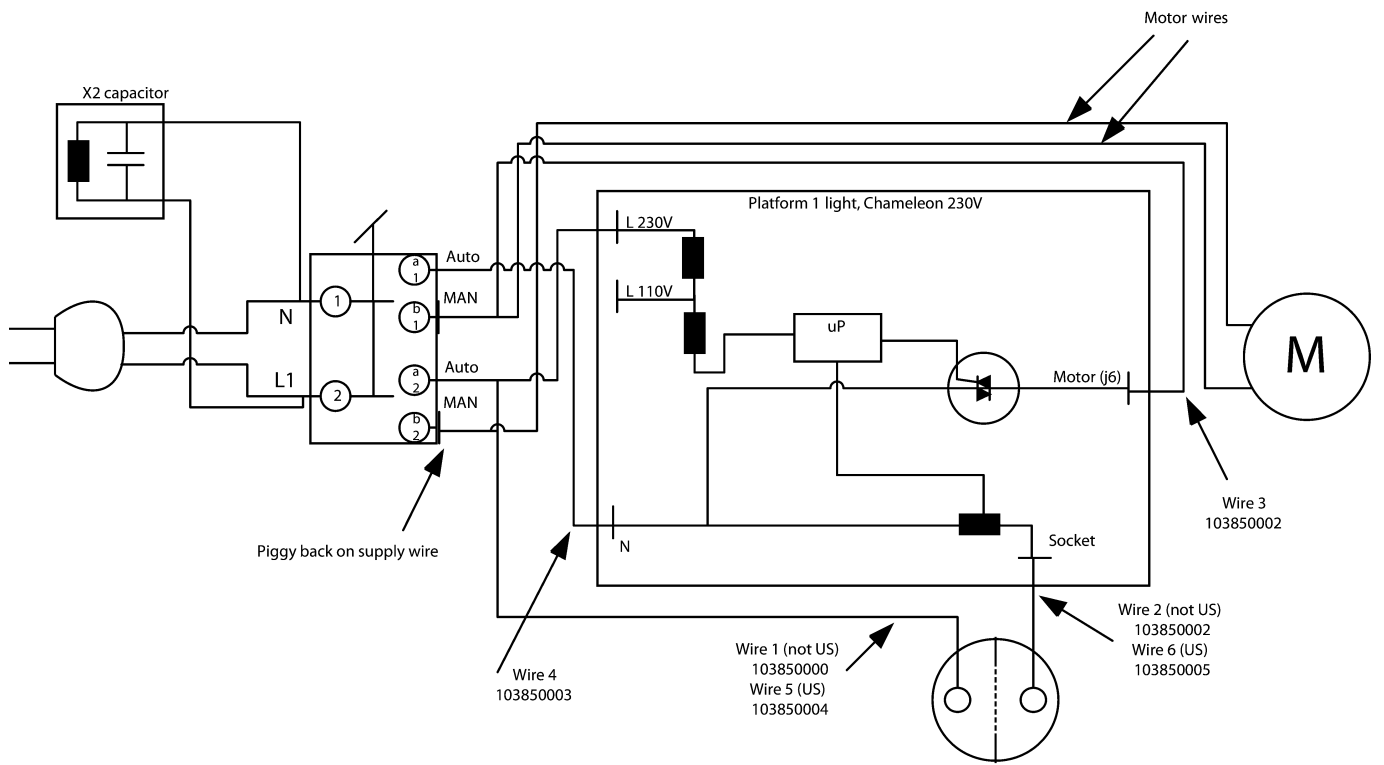 Motor wires
X2 capacitor
Platform 1 light, Chameleon 230V
L 230V
a
1
Auto
L 110V
1
N
b
1
MAN
uP
M
L1
2
a
2
Auto
Motor (j6)
b
2
MAN
Wire 3
103850002
Piggy back on supply wire
N
Socket
Wire 2 (not US)
103850002
Wire 6 (US)
103850005
Wire 1 (not US)
103850000
Wire 5 (US)
103850004
Wire 4
103850003